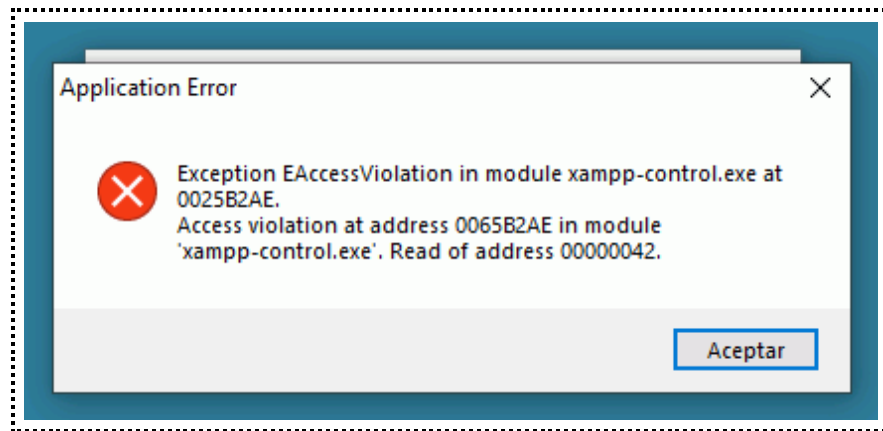 Application Error
Exception EAccessViolation in module xampp-control.exe at
0025B2AE.
Access violation at address 0065B2AE in module
'xampp-control.exe'. Read of address 00000042.
Aceptar